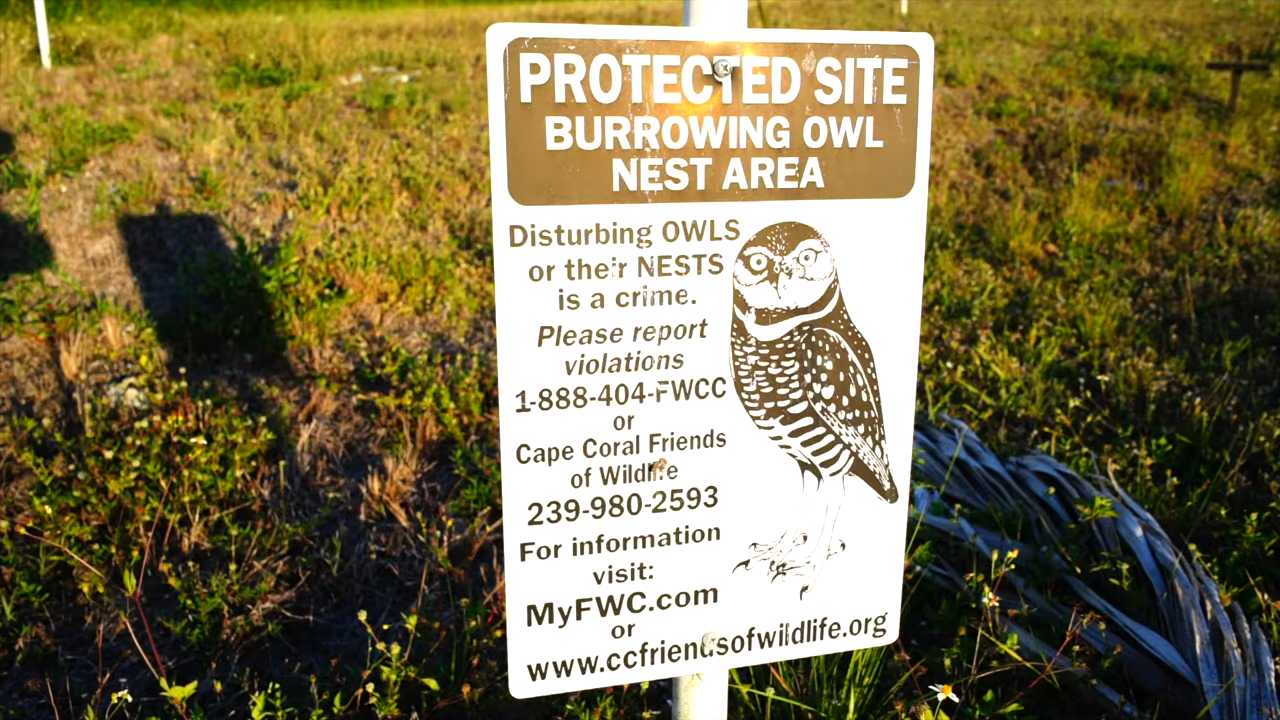 PROTECTED SITE
BURROWING OWL
NEST AREA
Disturbing OWLS
or their NESTS
is a crime.
Please report
violations
1-888-404-FWCC
or
Cape Coral Friends
of Wildlife
239-980-2593
For information
visit:
MyFWC.com
or
www.ccfriendsofwildlife.org